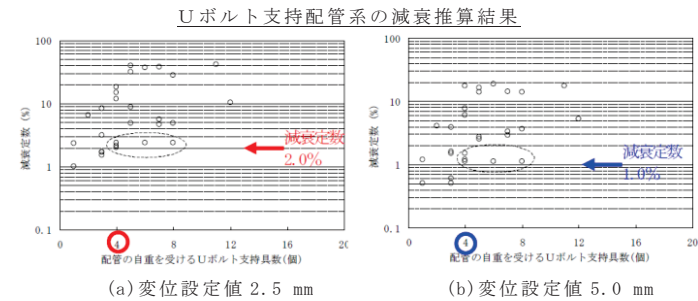 Uボルト支持配管系の減衰推算結果
100
10
1
0.1
減衰定数 (%)
0
4
8
12
16
20
配管の自重を受けるUボルト支持具数(個)
減衰定数
2.0%
(a)変位設定値 2.5 mm
100
10
1
0.1
減衰定数 (%)
0
4
8
12
16
20
配管の自重を受けるUボルト支持具数(個)
減衰定数
1.0%
(b)変位設定値 5.0 mm